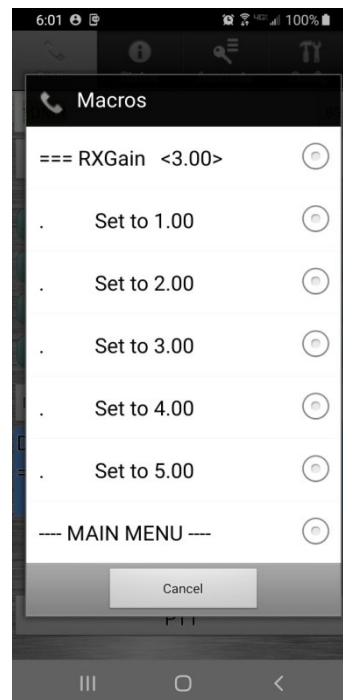 6:01 100%
Macros
=== RXGain <3.00>
. Set to 1.00
. Set to 2.00
. Set to 3.00
. Set to 4.00
. Set to 5.00
---- MAIN MENU ----
Cancel
PTT